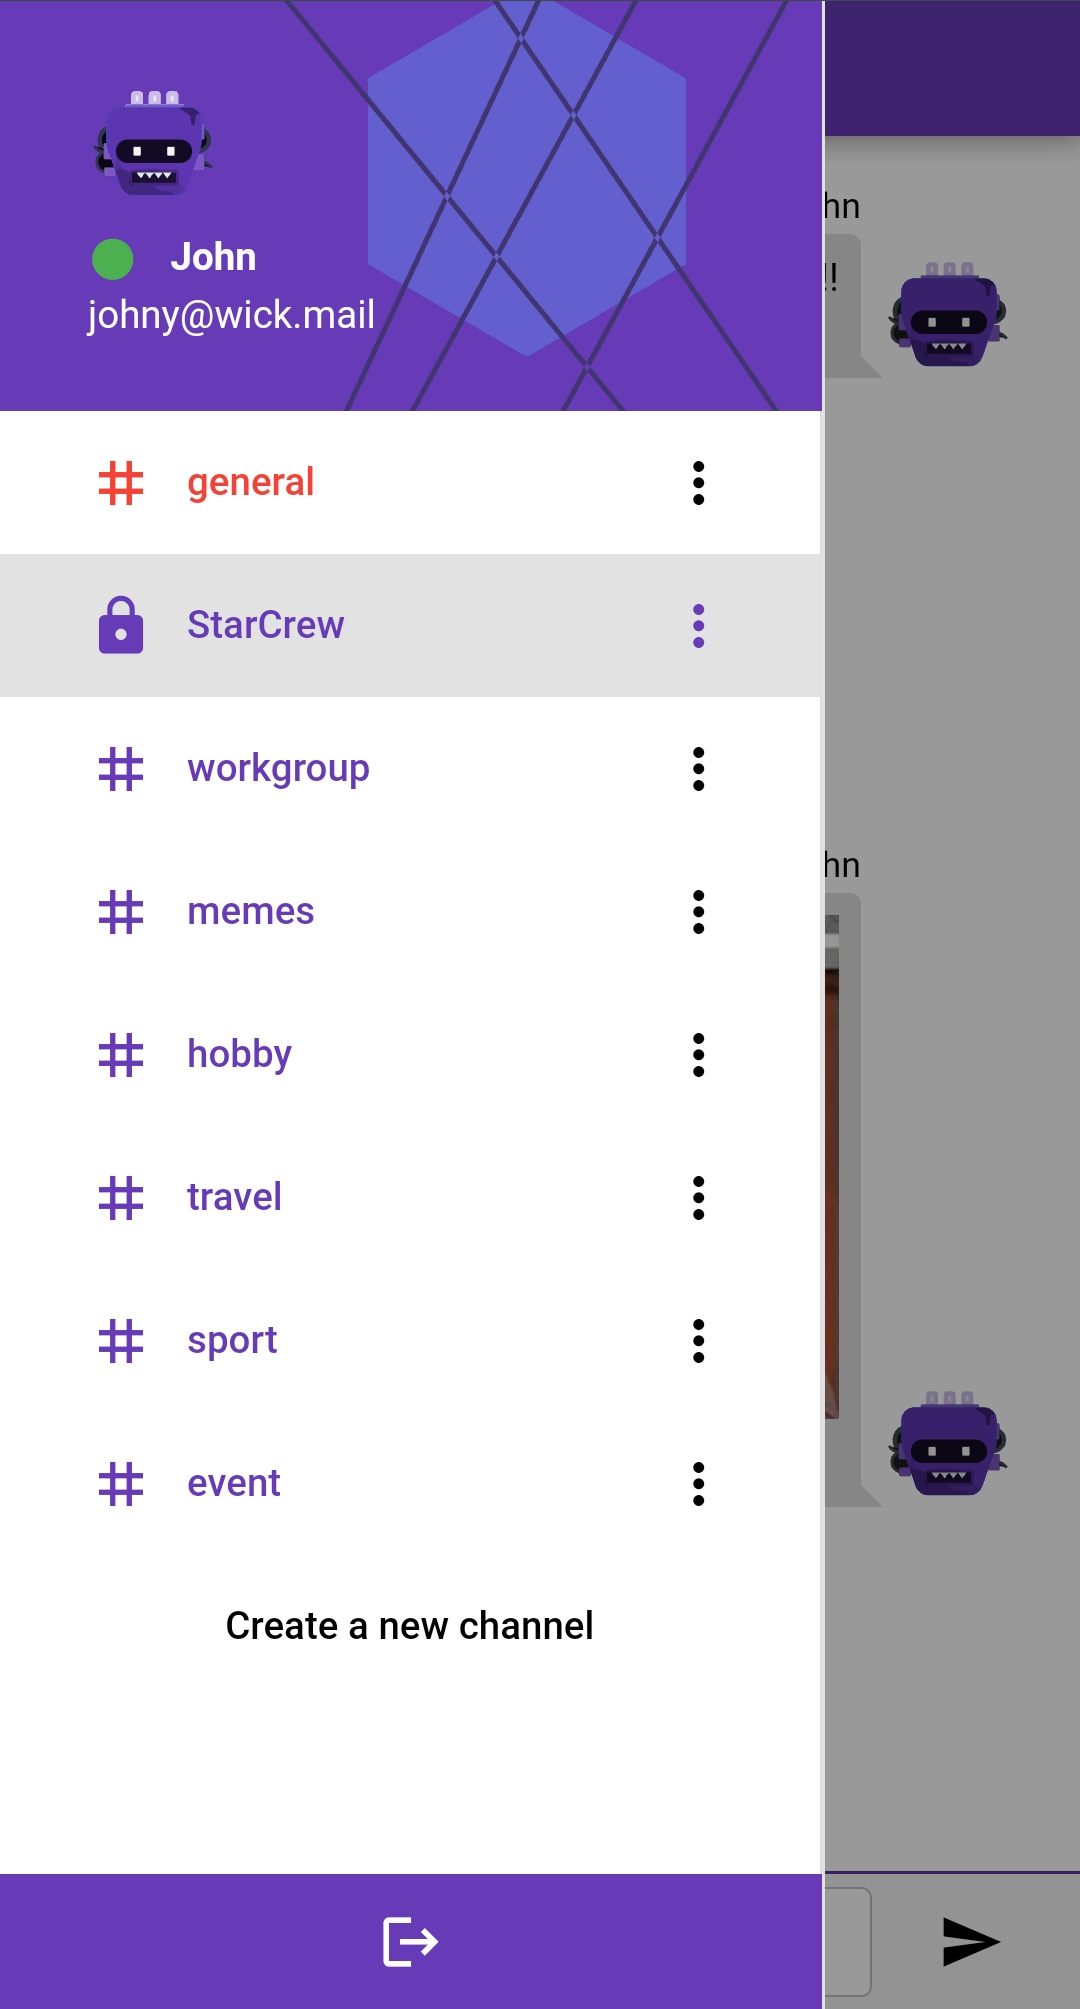 John
johny@wick.mail
general
StarCrew
workgroup
memes
hobby
travel
sport
event
Create a new channel
hn
!!
hn